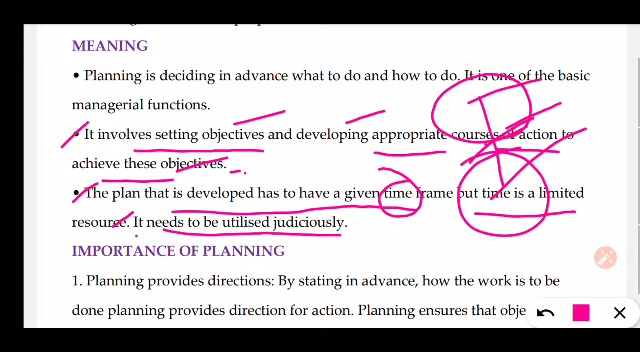 MEANING
• Planning is deciding in advance what to do and how to do. It is one of the basic
managerial functions.
• It involves setting objectives and developing appropriate courses of action to
achieve these objectives.
• The plan that is developed has to have a given time frame but time is a limited
resource. It needs to be utilised judiciously.
IMPORTANCE OF PLANNING
1. Planning provides directions: By stating in advance, how the work is to be
done planning provides direction for action. Planning ensures that obje